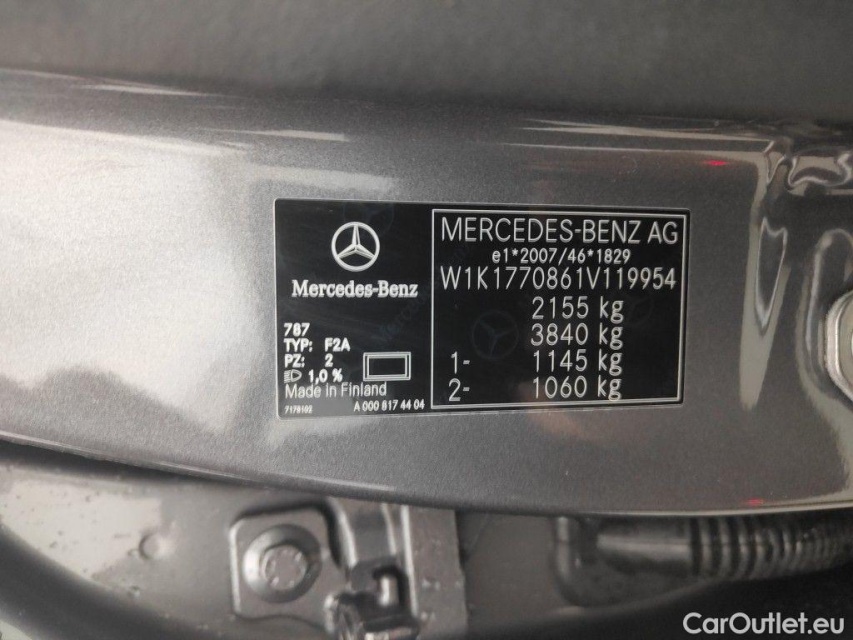 MERCEDES-BENZ AG
e1*2007/46*1829
W1K1770861V119954
2155 kg
3840 kg
1- 1145 kg
2- 1060 kg
Mercedes-Benz
787
TYP: F2A
PZ: 2
1,0 %
Made in Finland
7178102 A 000 817 44 04
CarOutlet.eu